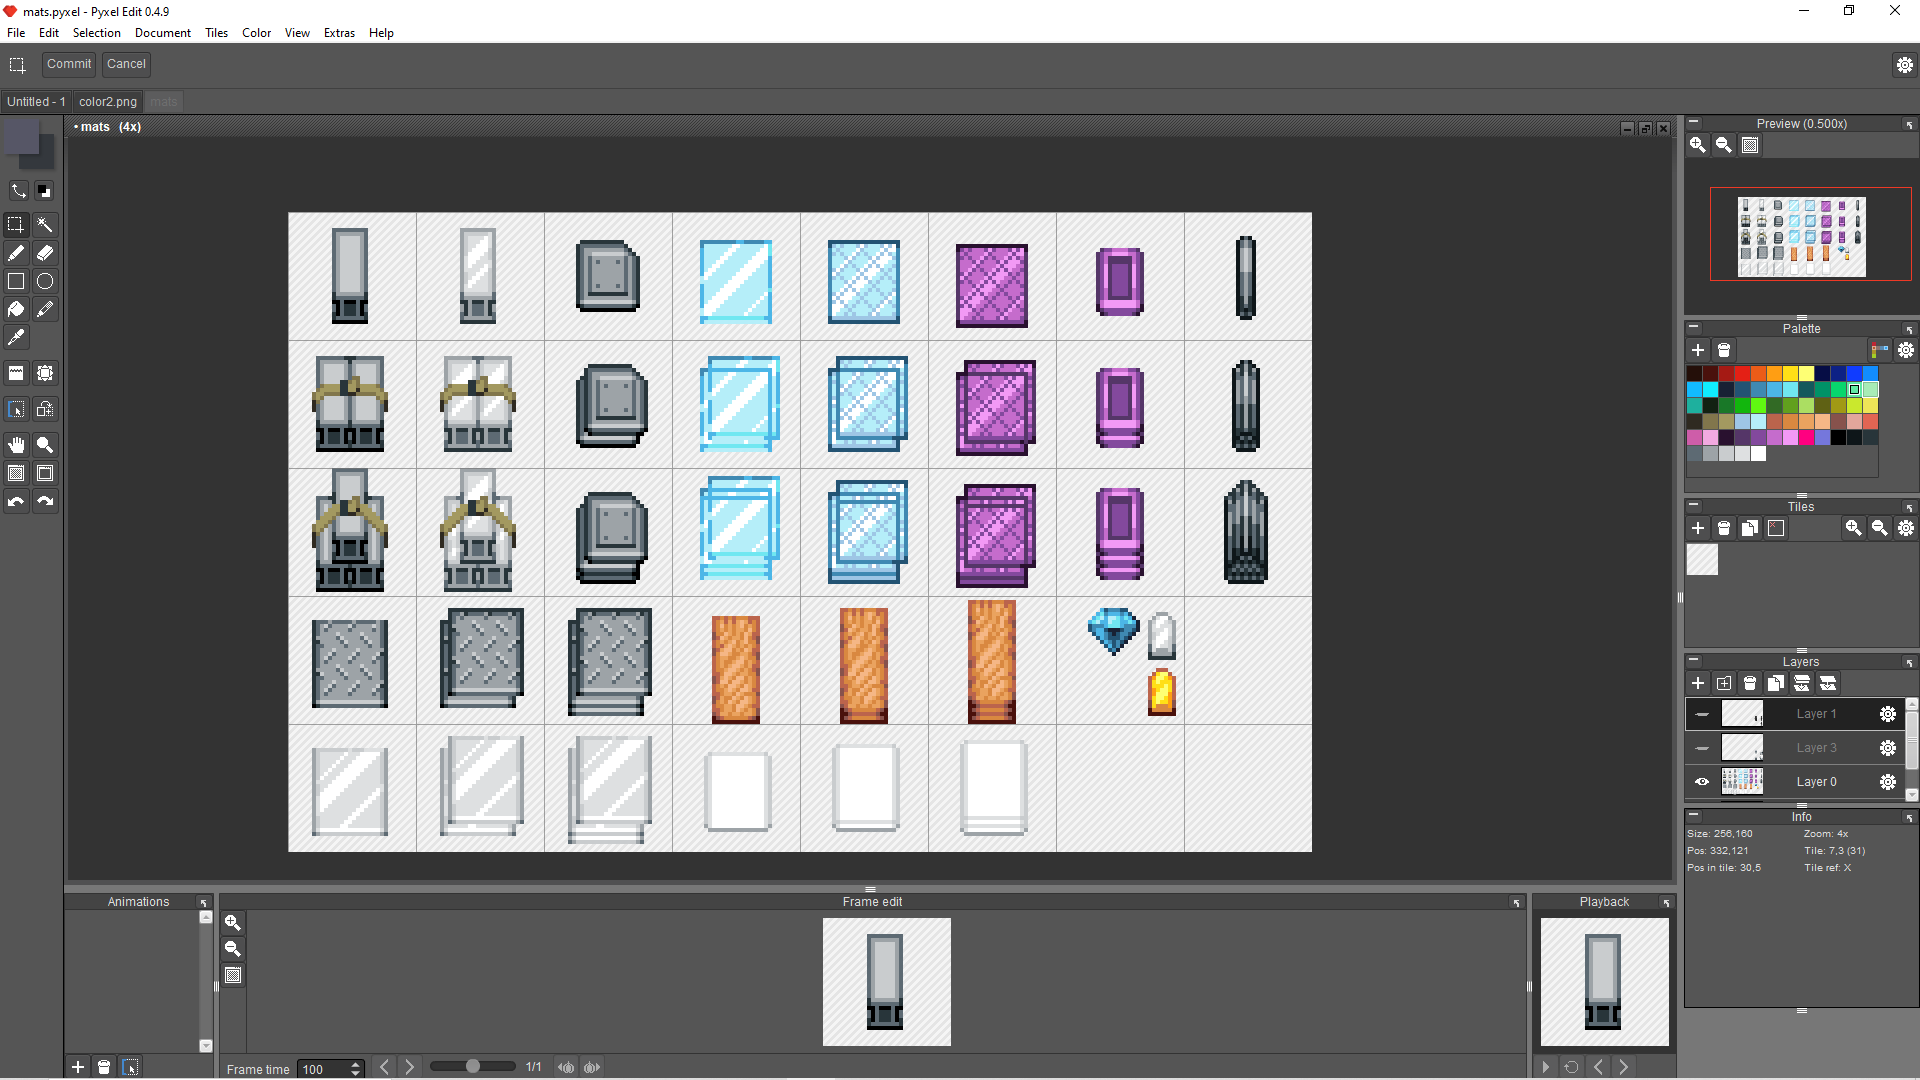 mats.pyxel - Pyxel Edit 0.4.9
File Edit Selection Document Tiles Color View Extras Help
Commit Cancel
Untitled - 1 color2.png mats
• mats (4x)
Preview (0.500x)
Palette
Tiles
Layers
Layer 1
Layer 3
Layer 0
Info
Size: 256,160 Zoom: 4x
Pos: 332,121 Tile: 7,3 (31)
Pos in tile: 30,5 Tile ref: X
Animations
Frame edit
Playback
Frame time 100 1/1